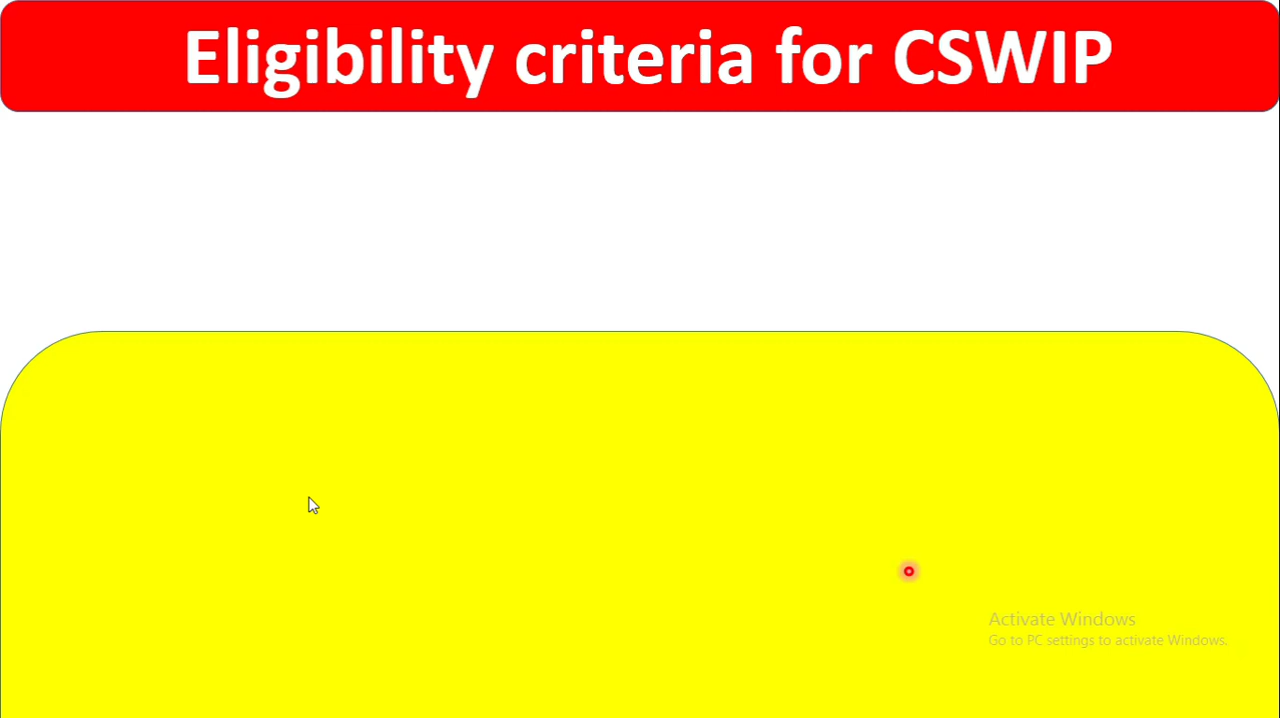 Eligibility criteria for CSWIP
Activate Windows
Go to PC settings to activate Windows.